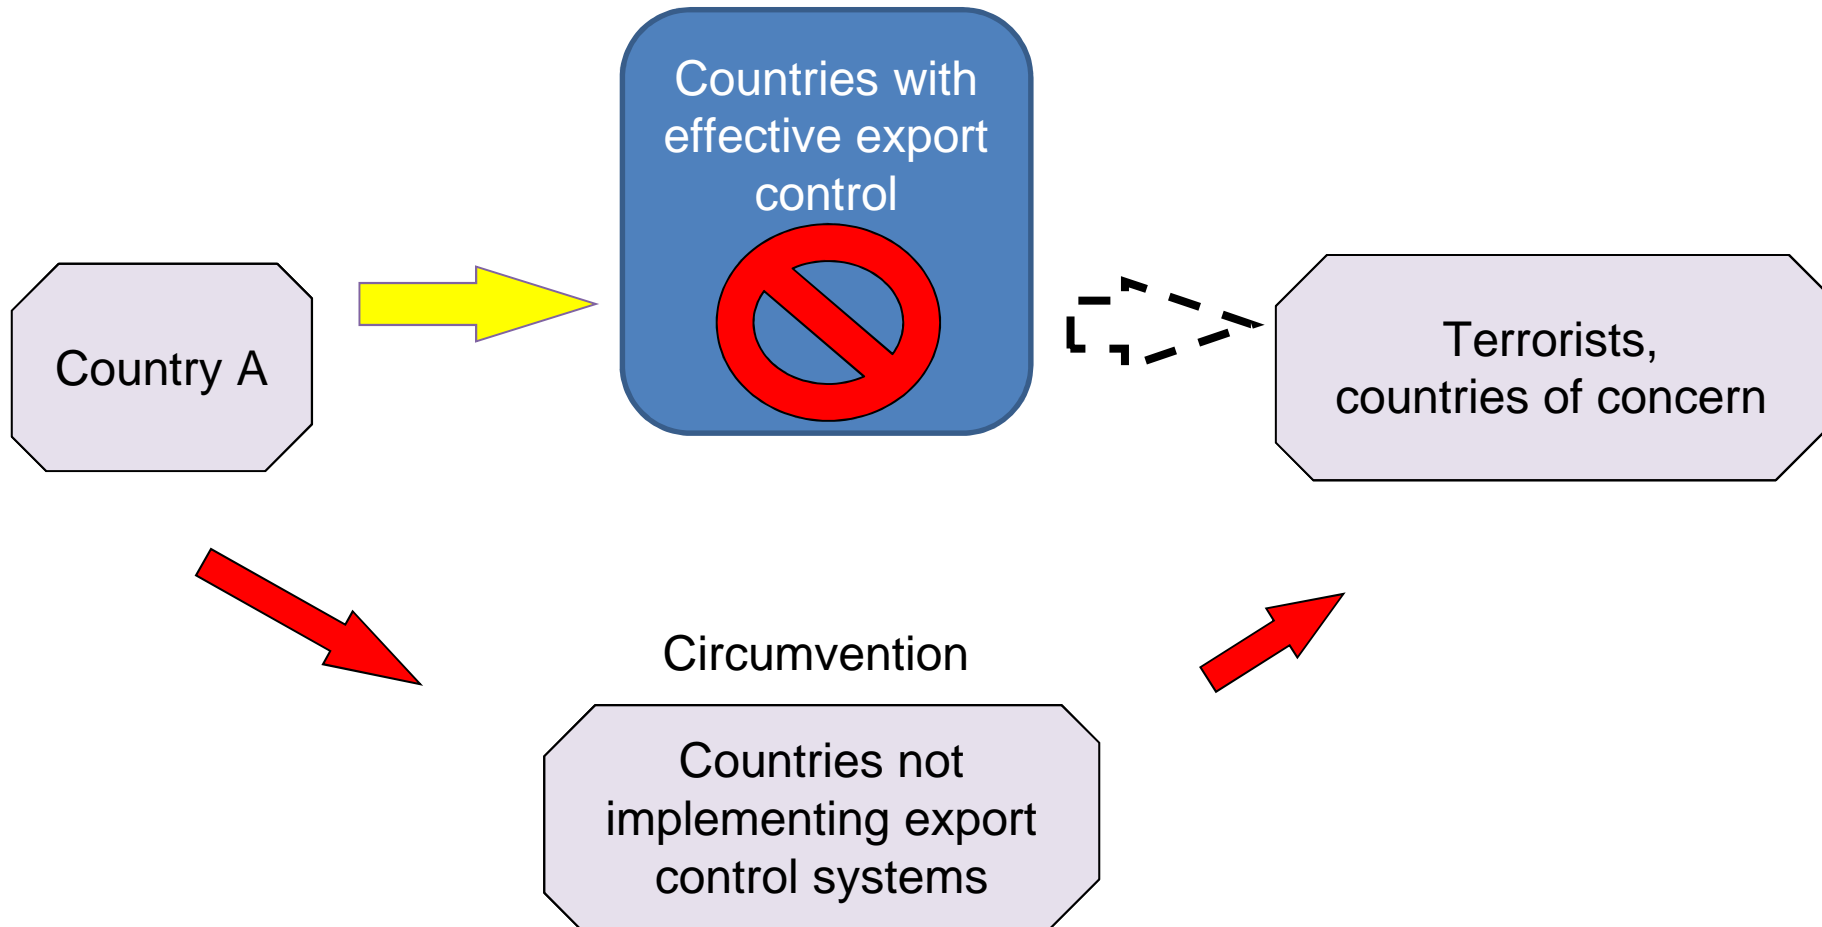 Countries with
effective export
control
Country A
Terrorists,
countries of concern
Circumvention
Countries not
implementing export
control systems